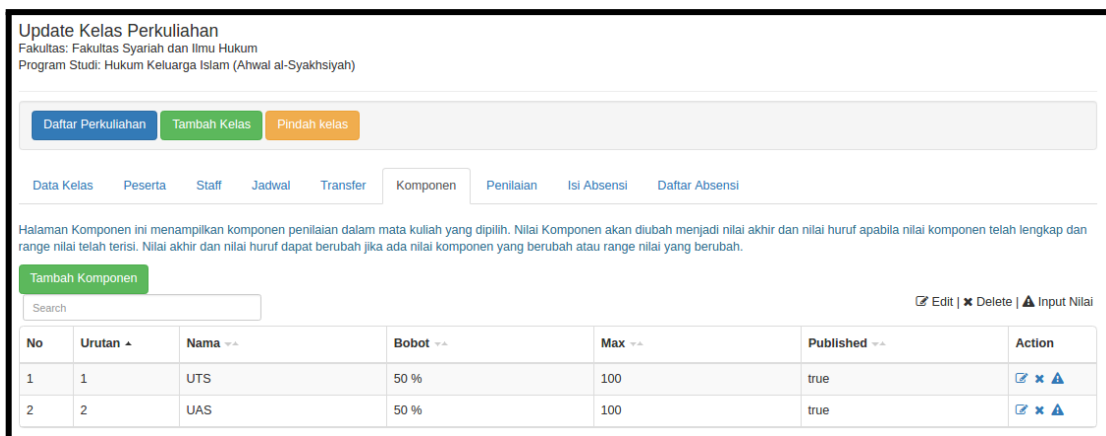 Update Kelas Perkuliahan
Fakultas: Fakultas Syariah dan Ilmu Hukum
Program Studi: Hukum Keluarga Islam (Ahwal al-Syakhsiyah)
Daftar Perkuliahan Tambah Kelas Pindah kelas
Data Kelas Peserta Staff Jadwal Transfer Komponen Penilaian Isi Absensi Daftar Absensi
Halaman Komponen ini menampilkan komponen penilaian dalam mata kuliah yang dipilih. Nilai Komponen akan diubah menjadi nilai akhir dan nilai huruf apabila nilai komponen telah lengkap dan
range nilai telah terisi. Nilai akhir dan nilai huruf dapat berubah jika ada nilai komponen yang berubah atau range nilai yang berubah.
Tambah Komponen
Search Edit | Delete | Input Nilai
No Urutan Nama Bobot Max Published Action
1 1 UTS 50 % 100 true
2 2 UAS 50 % 100 true